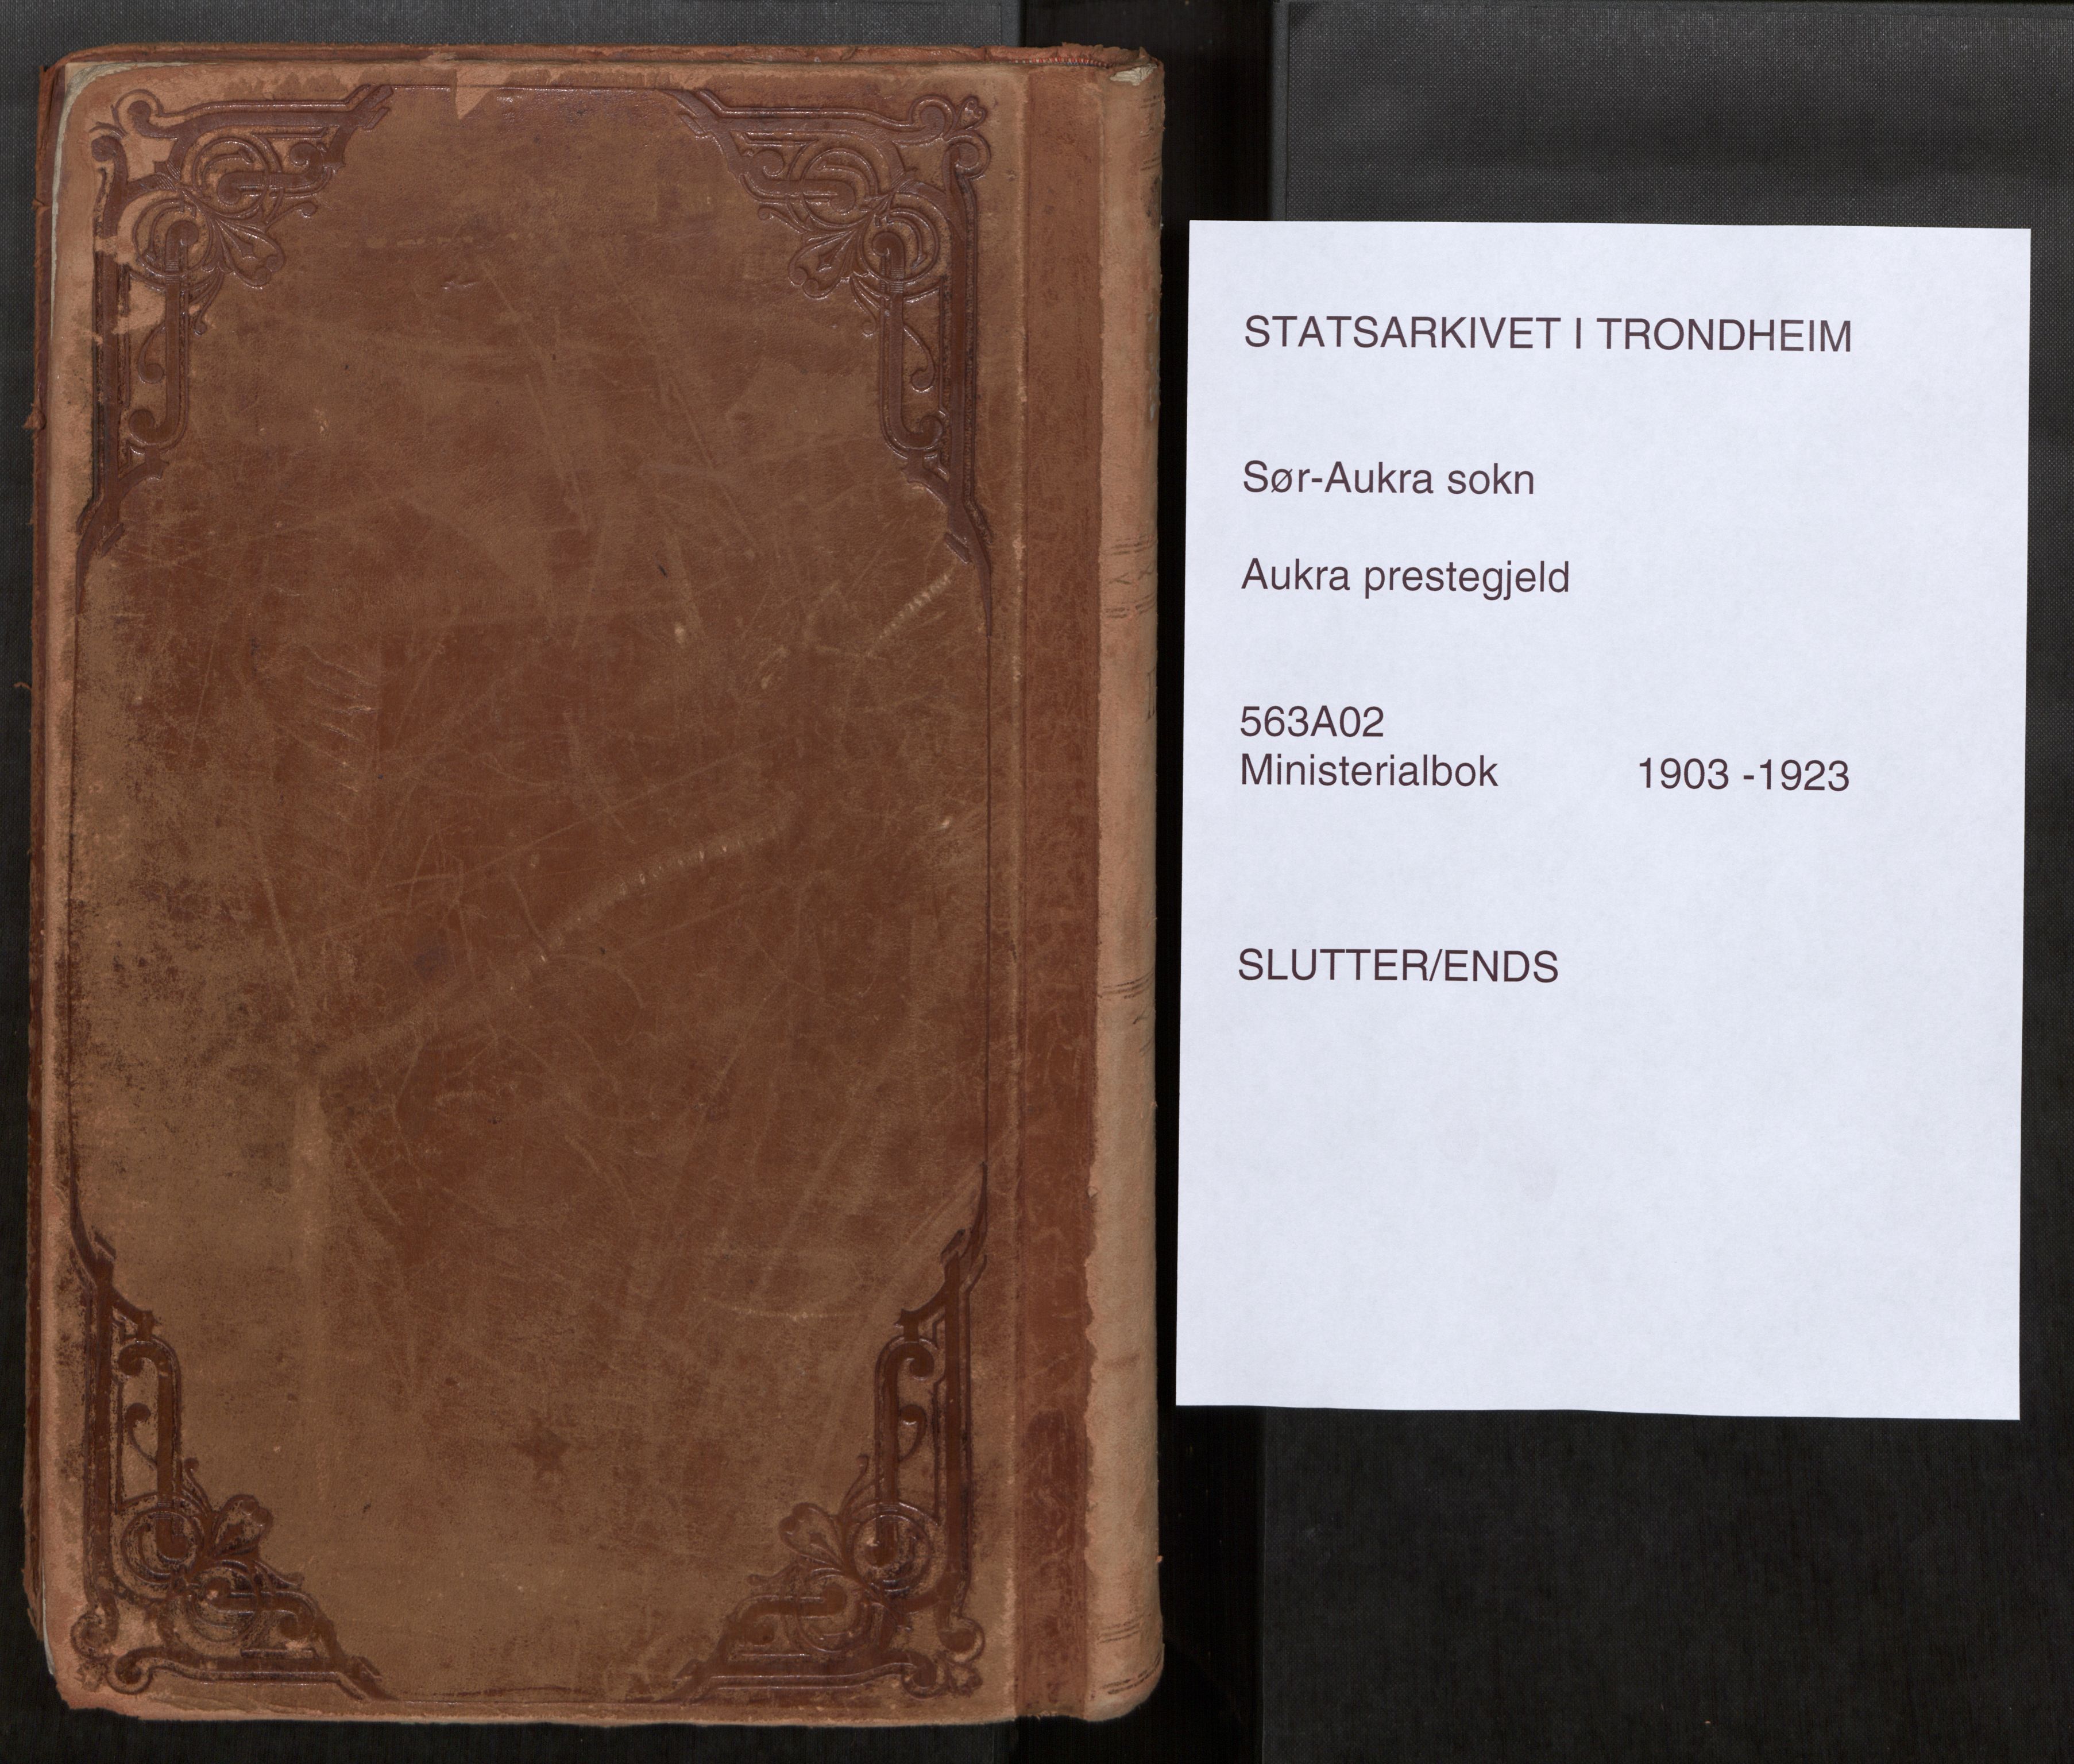 STATSARKIVET I TRONDHEIM
Sør-Aukra sokn
Aukra prestegjeld
563A02
Ministerialbok 1903 -1923
SLUTTER/ENDS